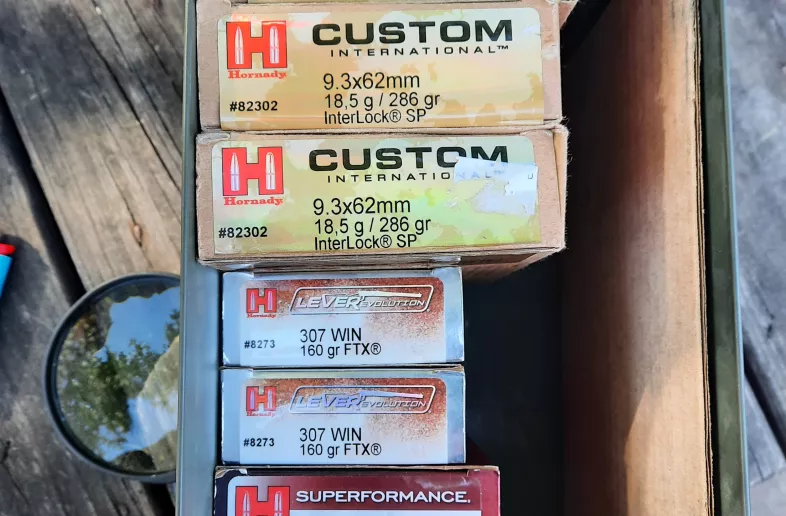 H CUSTOM
INTERNATIONAL™
Hornady
9.3x62mm
#82302
18,5 g / 286 gr
InterLock® SP
H CUSTOM
INTERNATIONAL
Hornady
9.3x62mm
#82302
18,5 g / 286 gr
InterLock® SP
H LEVERevolution
Hornady
307 WIN
#8273
160 gr FTX®
H LEVERevolution
Hornady
307 WIN
#8273
160 gr FTX®
H SUPERFORMANCE.